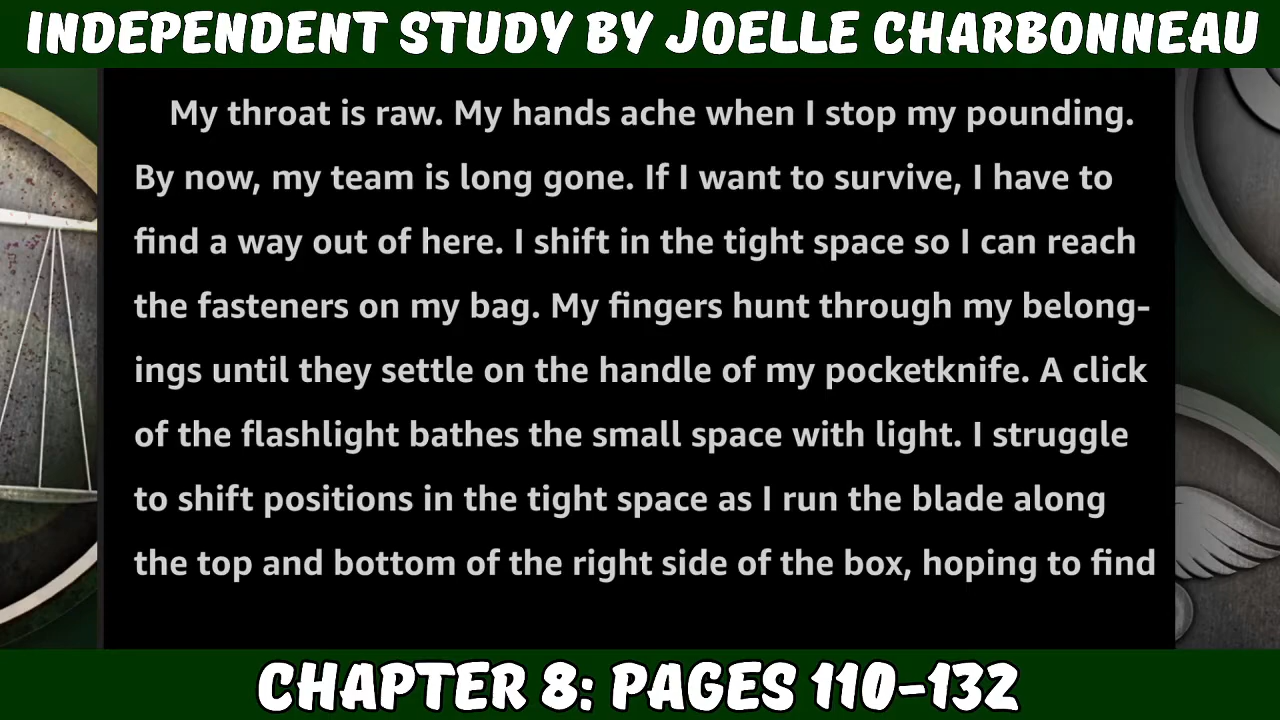 INDEPENDENT STUDY BY JOELLE CHARBONNEAU
My throat is raw. My hands ache when I stop my pounding.
By now, my team is long gone. If I want to survive, I have to
find a way out of here. I shift in the tight space so I can reach
the fasteners on my bag. My fingers hunt through my belong-
ings until they settle on the handle of my pocketknife. A click
of the flashlight bathes the small space with light. I struggle
to shift positions in the tight space as I run the blade along
the top and bottom of the right side of the box, hoping to find
CHAPTER 8: PAGES 110-132